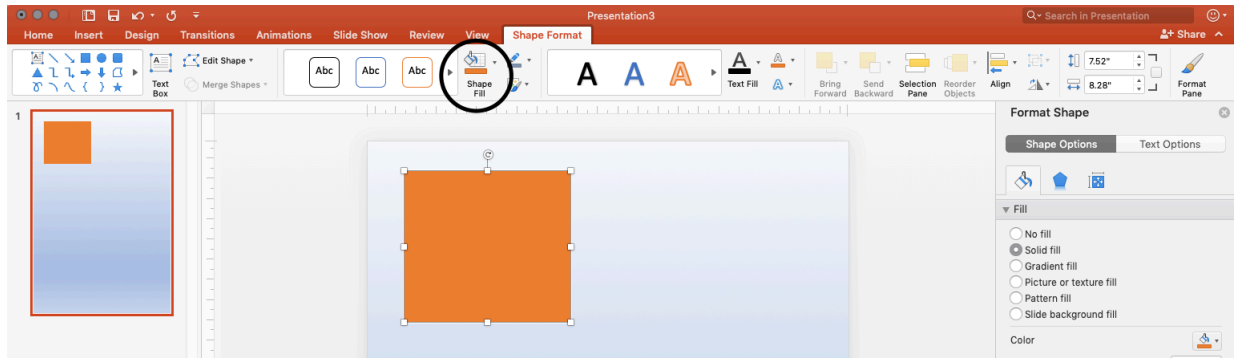 Presentation3
Search in Presentation
Home Insert Design Transitions Animations Slide Show Review View Shape Format
Share
Text Box
Edit Shape
Merge Shapes
Abc Abc Abc
Shape Fill
A A A
A
Text Fill
Bring Forward
Send Backward
Selection Pane
Reorder Objects
Align
7.52"
8.28"
Format Pane
1
Format Shape
Shape Options Text Options
Fill
No fill
Solid fill
Gradient fill
Picture or texture fill
Pattern fill
Slide background fill
Color